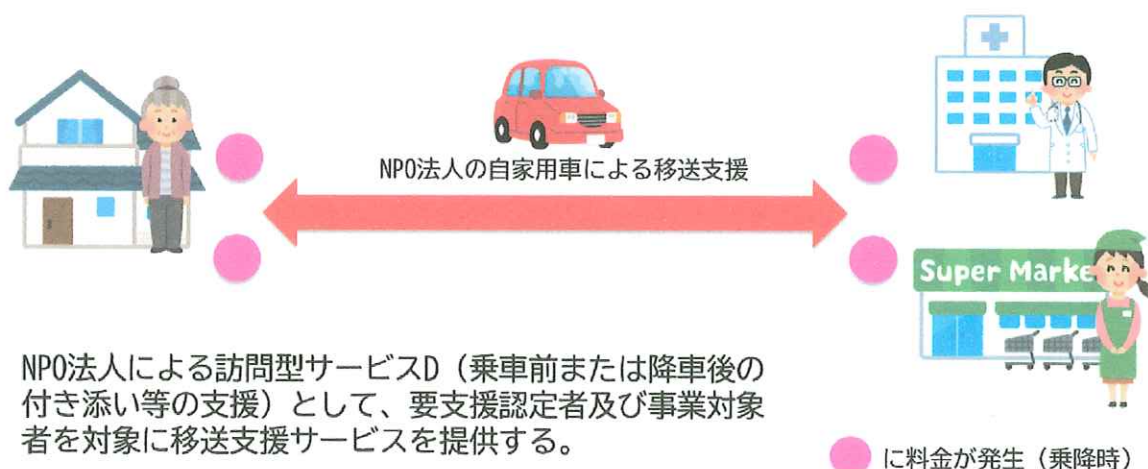 NPO法人の自家用車による移送支援
Super Marke
NPO法人による訪問型サービスD（乗車前または降車後の
付き添い等の支援）として、要支援認定者及び事業対象
者を対象に移送支援サービスを提供する。
に料金が発生（乗降時）